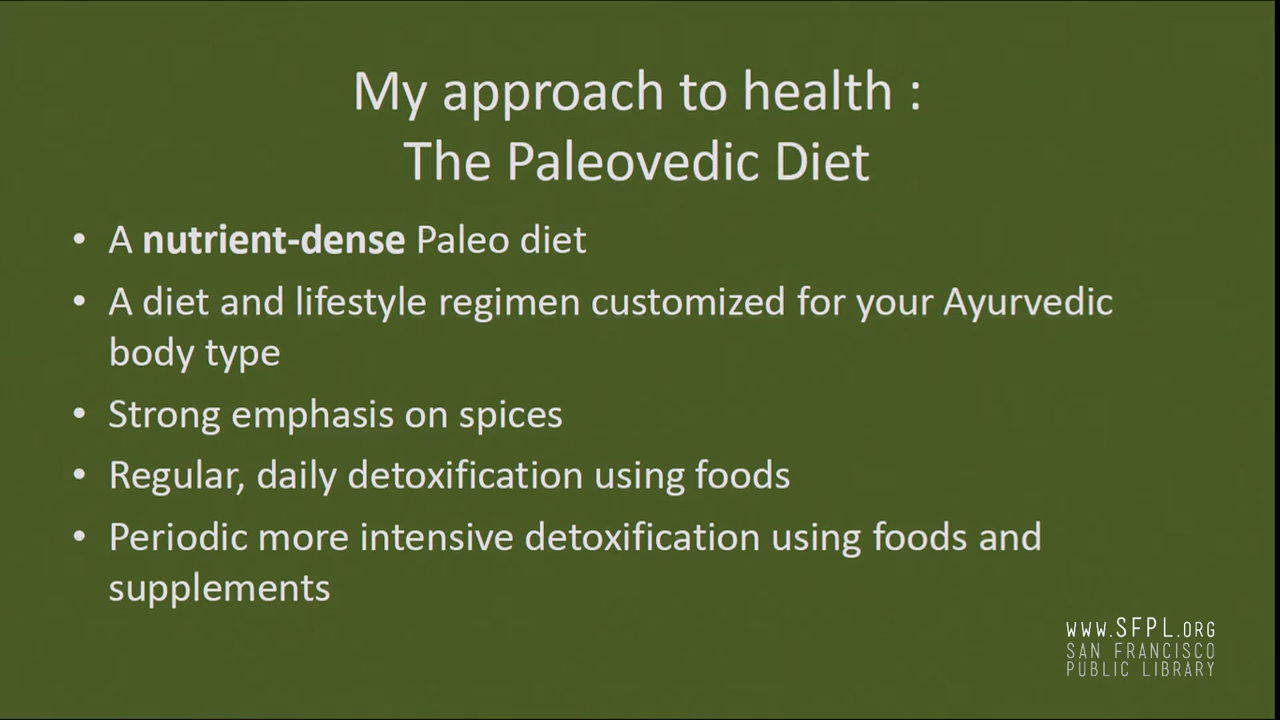 My approach to health :
The Paleovedic Diet
• A nutrient-dense Paleo diet
• A diet and lifestyle regimen customized for your Ayurvedic
body type
• Strong emphasis on spices
• Regular, daily detoxification using foods
• Periodic more intensive detoxification using foods and
supplements
WWW.SFPL.ORG
SAN FRANCISCO
PUBLIC LIBRARY